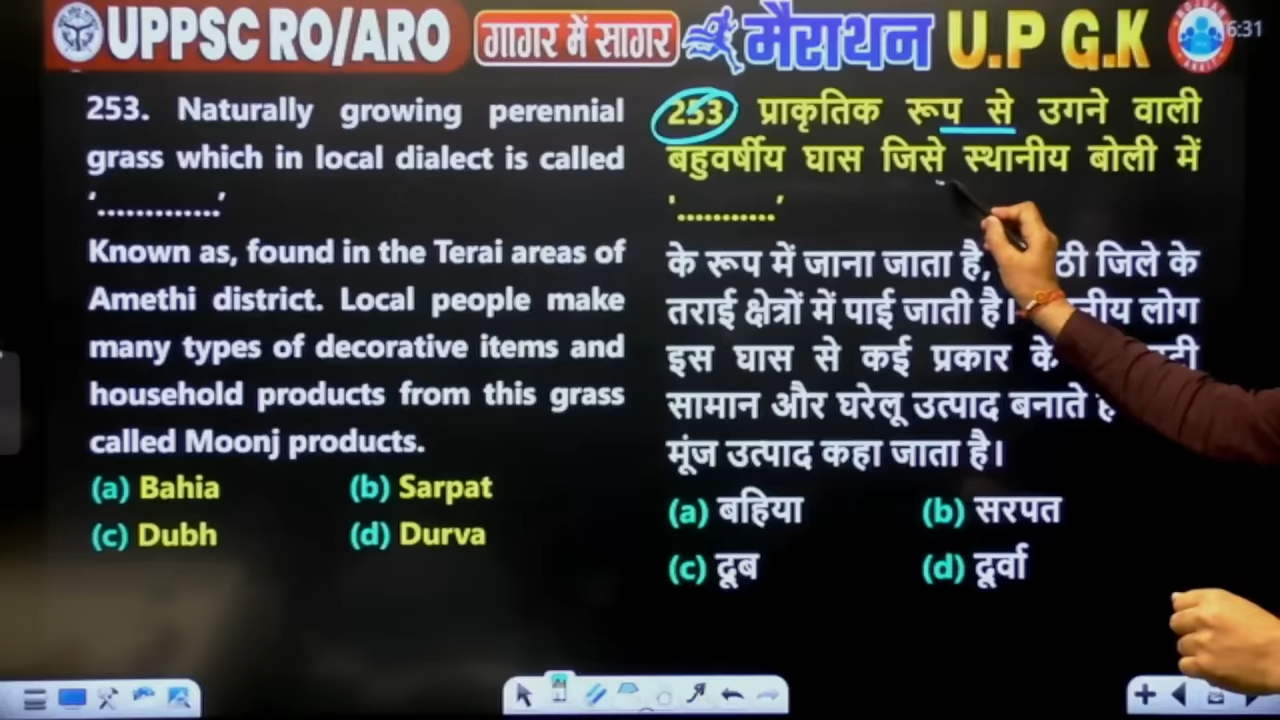 UPPSC RO/ARO गागर में सागर मैराथन U.P G.K
6:31
253. Naturally growing perennial
grass which in local dialect is called
‘.............’
Known as, found in the Terai areas of
Amethi district. Local people make
many types of decorative items and
household products from this grass
called Moonj products.
(a) Bahia (b) Sarpat
(c) Dubh (d) Durva
253 प्राकृतिक रूप से उगने वाली
बहुवर्षीय घास जिसे स्थानीय बोली में
‘...........’
के रूप में जाना जाता है, ठी जिले के
तराई क्षेत्रों में पाई जाती है। लोग
इस घास से कई प्रकार के
सामान और घरेलू उत्पाद बनाते
मूंज उत्पाद कहा जाता है।
(a) बहिया (b) सरपत
(c) दूब (d) दूर्वा